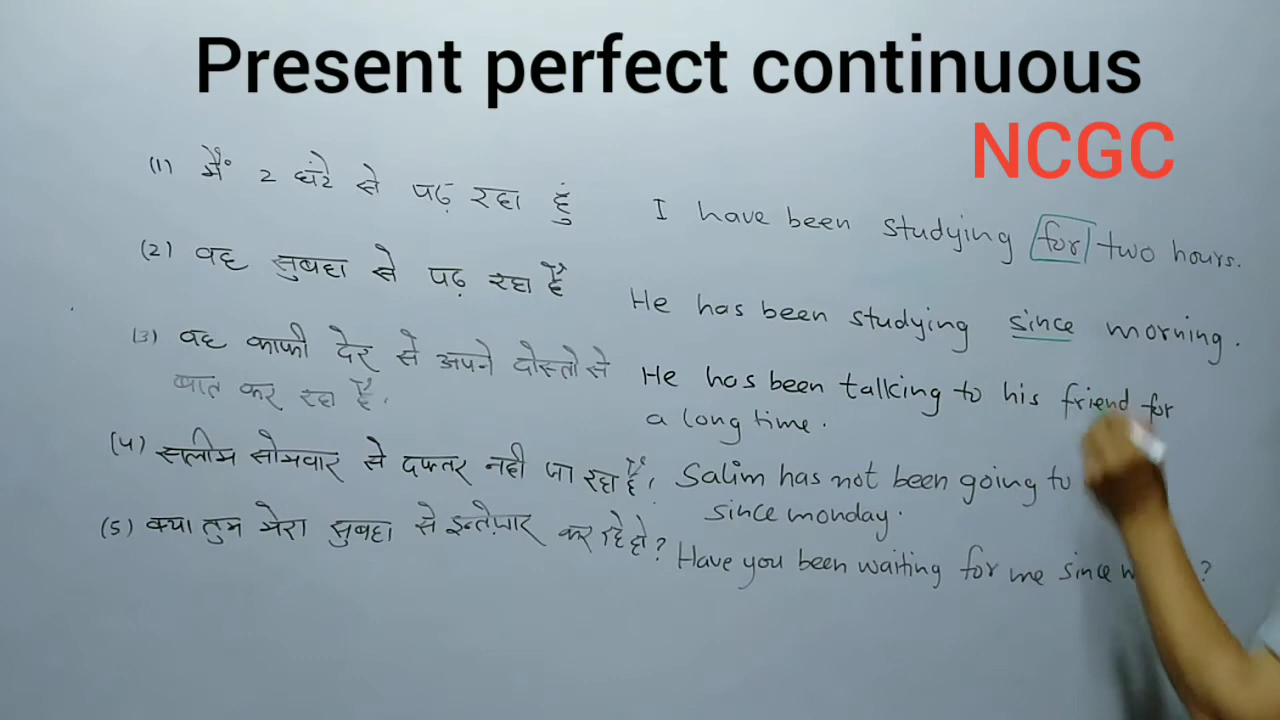 Present perfect continuous
NCGC
(1) मैं 2 घंटे से पढ़ रहा हुं
I have been studying for two hours.
(2) वह सुबहा से पढ़ रहा है
He has been studying since morning.
(3) वह काफी देर से अपने दोस्तो से
बात कर रहा है.
He has been talking to his friend for
a long time.
(4) सलीम सोमवार से दफ्तर नही जा रहा है.
Salim has not been going to
since monday.
(5) क्या तुम मेरा सुबहा से इन्तेज़ार कर रहे हो?
Have you been waiting for me since ?